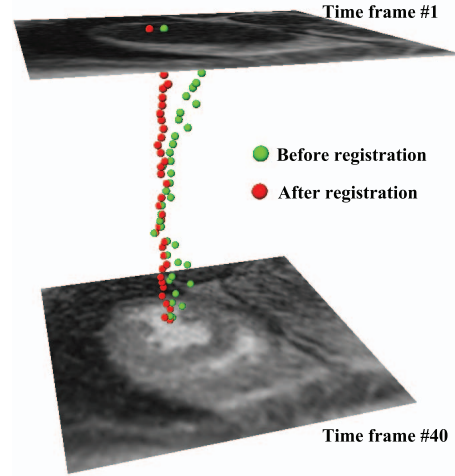 Time frame #1
Before registration
After registration
Time frame #40